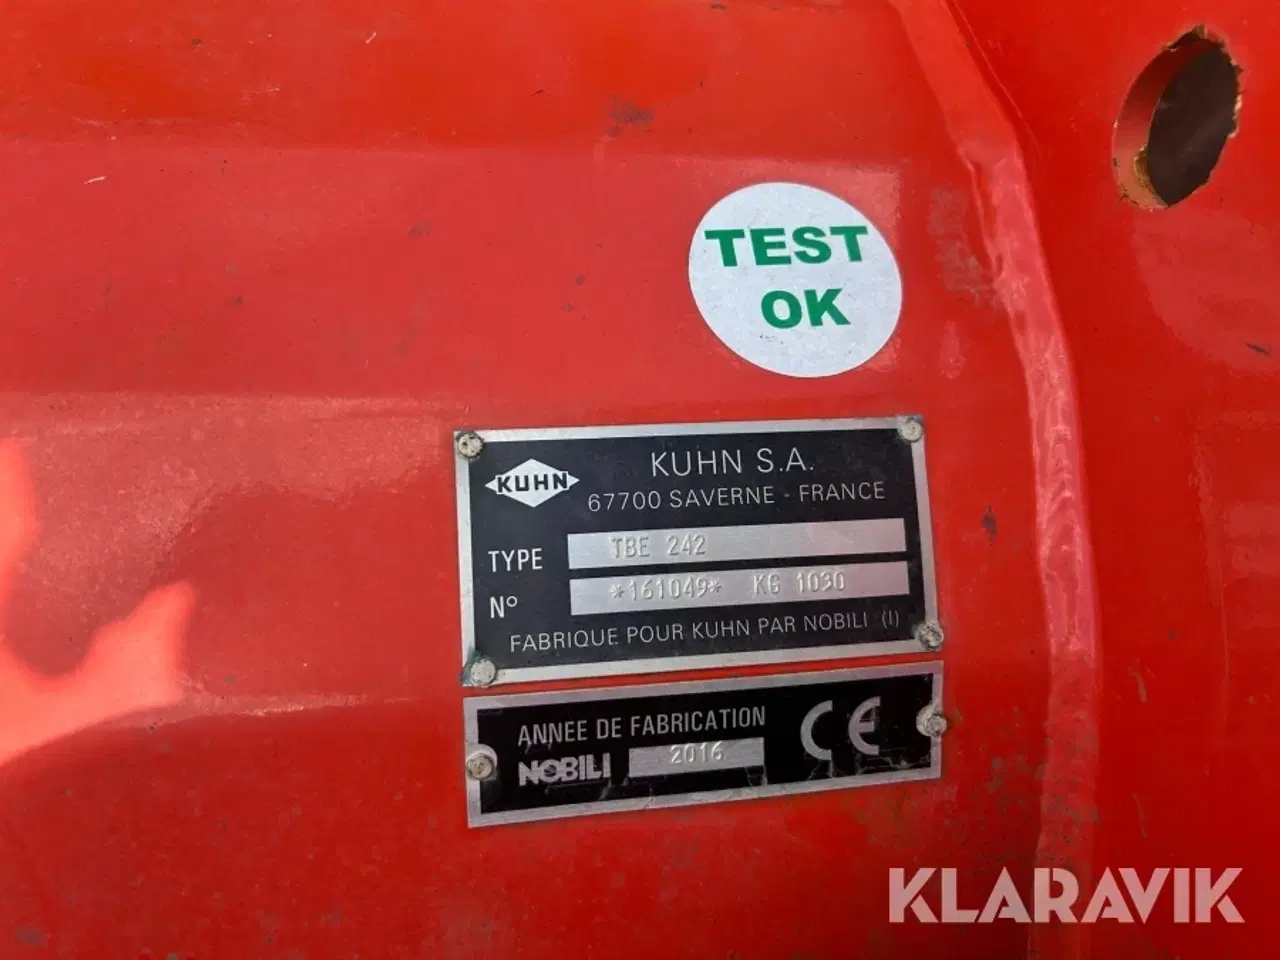 TEST
OK
KUHN
KUHN S.A.
67700 SAVERNE - FRANCE
TYPE TBE 242
N° *161049* KG 1030
FABRIQUE POUR KUHN PAR NOBILI (I)
ANNEE DE FABRICATION
NOBILI 2016 CE
KLARAVIK